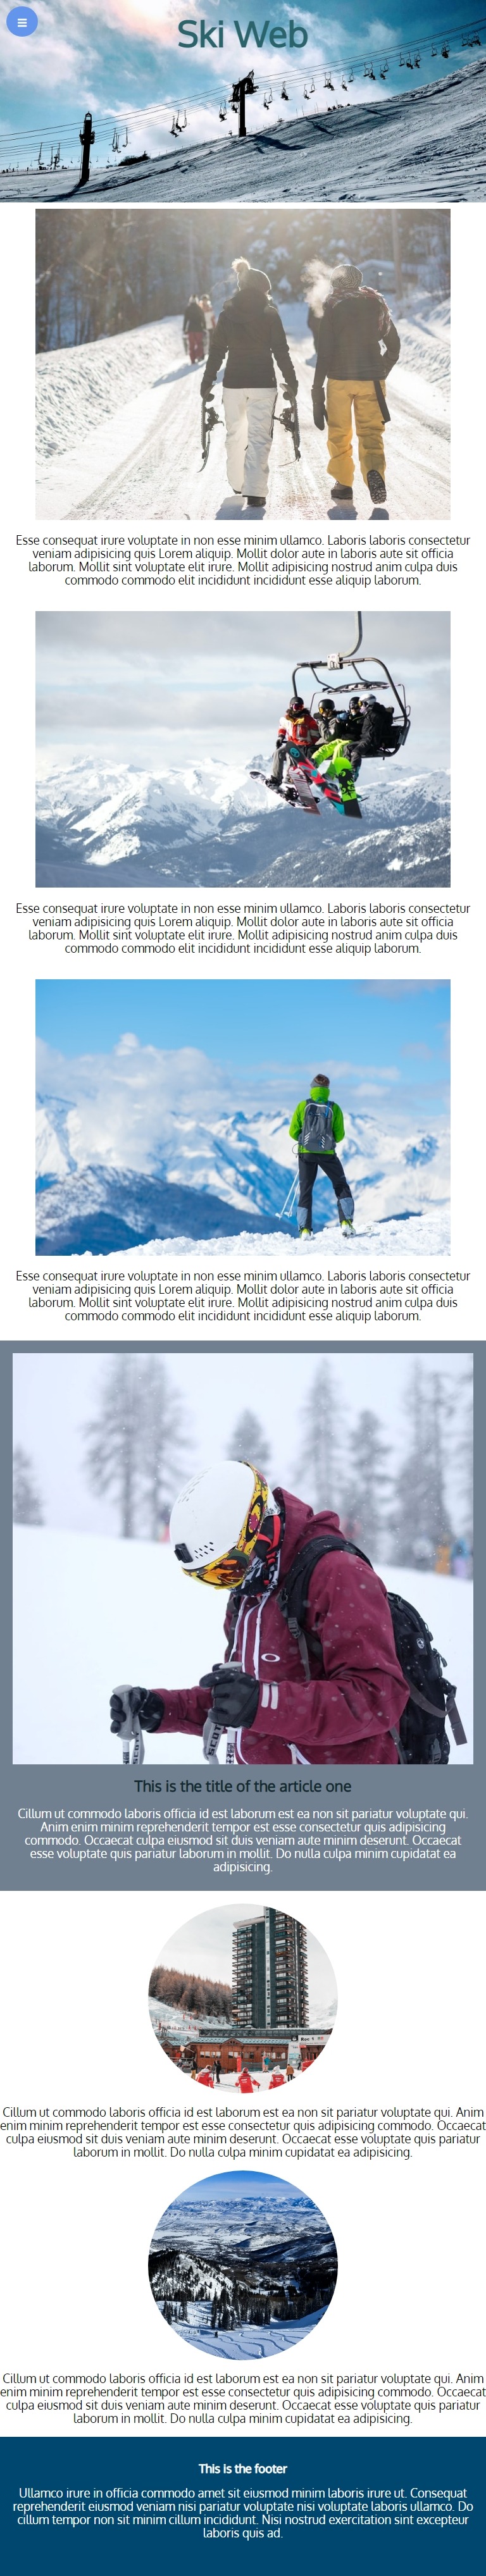 Ski Web
Esse consequat irure voluptate in non esse minim ullamco. Laboris laboris consectetur
veniam adipisicing quis Lorem aliquip. Mollit dolor aute in laboris aute sit officia
laborum. Mollit sint voluptate elit irure. Mollit adipisicing nostrud anim culpa duis
commodo commodo elit incididunt incididunt esse aliquip laborum.
Esse consequat irure voluptate in non esse minim ullamco. Laboris laboris consectetur
veniam adipisicing quis Lorem aliquip. Mollit dolor aute in laboris aute sit officia
laborum. Mollit sint voluptate elit irure. Mollit adipisicing nostrud anim culpa duis
commodo commodo elit incididunt incididunt esse aliquip laborum.
Esse consequat irure voluptate in non esse minim ullamco. Laboris laboris consectetur
veniam adipisicing quis Lorem aliquip. Mollit dolor aute in laboris aute sit officia
laborum. Mollit sint voluptate elit irure. Mollit adipisicing nostrud anim culpa duis
commodo commodo elit incididunt incididunt esse aliquip laborum.
SCOTT
This is the title of the article one
Cillum ut commodo laboris officia id est laborum est ea non sit pariatur voluptate qui.
Anim enim minim reprehenderit tempor est esse consectetur quis adipisicing
commodo. Occaecat culpa eiusmod sit duis veniam aute minim deserunt. Occaecat
esse voluptate quis pariatur laborum in mollit. Do nulla culpa minim cupidatat ea
adipisicing.
Cillum ut commodo laboris officia id est laborum est ea non sit pariatur voluptate qui. Anim
enim minim reprehenderit tempor est esse consectetur quis adipisicing commodo. Occaecat
culpa eiusmod sit duis veniam aute minim deserunt. Occaecat esse voluptate quis pariatur
laborum in mollit. Do nulla culpa minim cupidatat ea adipisicing.
Cillum ut commodo laboris officia id est laborum est ea non sit pariatur voluptate qui. Anim
enim minim reprehenderit tempor est esse consectetur quis adipisicing commodo. Occaecat
culpa eiusmod sit duis veniam aute minim deserunt. Occaecat esse voluptate quis pariatur
laborum in mollit. Do nulla culpa minim cupidatat ea adipisicing.
This is the footer
Ullamco irure in officia commodo amet sit eiusmod minim laboris irure ut. Consequat
reprehenderit eiusmod veniam nisi pariatur voluptate nisi voluptate laboris ullamco. Do
cillum tempor non sit minim cillum incididunt. Nisi nostrud exercitation sint excepteur
laboris quis ad.